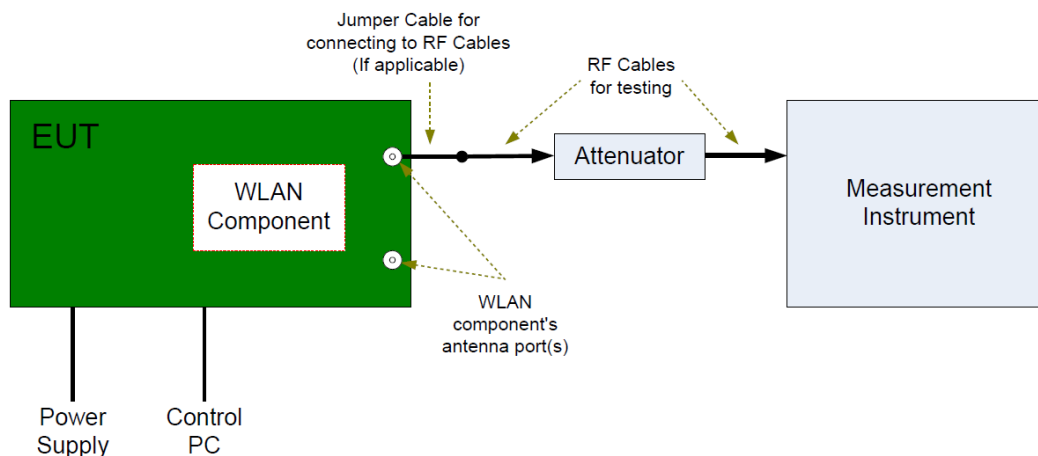 Jumper Cable for
connecting to RF Cables
(If applicable)
RF Cables
for testing
EUT
WLAN
Component
Attenuator
Measurement
Instrument
WLAN
component's
antenna port(s)
Power
Supply
Control
PC